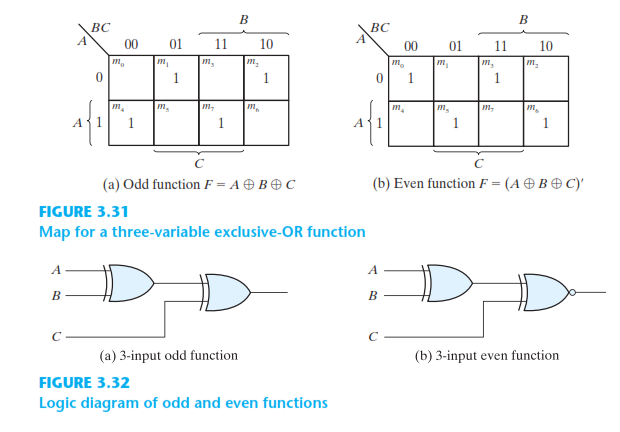 B B
BC BC
A A
00 01 11 10 00 01 11 10
m₀ m₁ m₃ m₂ m₀ m₁ m₃ m₂
0 1 1 0 1 1
m₄ m₅ m₇ m₆ m₄ m₅ m₇ m₆
A 1 1 1 A 1 1 1
C C
(a) Odd function F = A ⊕ B ⊕ C (b) Even function F = (A ⊕ B ⊕ C)′
FIGURE 3.31
Map for a three-variable exclusive-OR function
A A
B B
C C
(a) 3-input odd function (b) 3-input even function
FIGURE 3.32
Logic diagram of odd and even functions